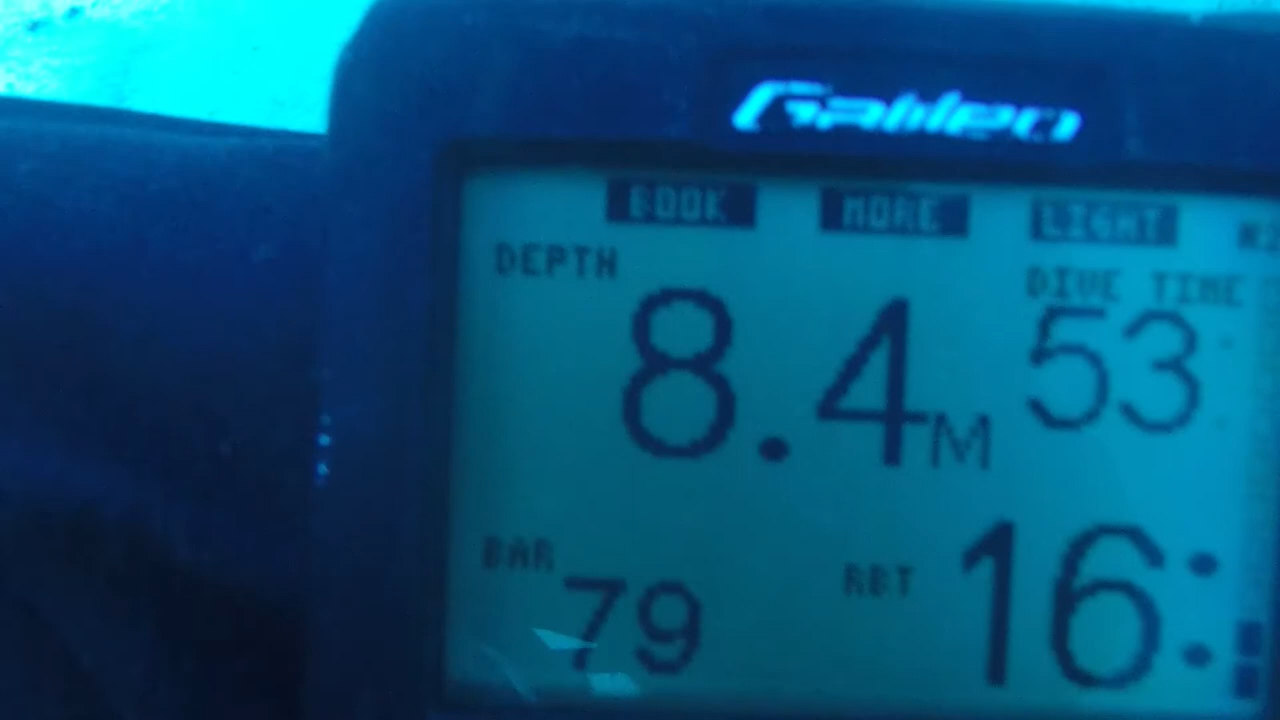 Galileo
BOOK MORE LIGHT
DEPTH DIVE TIME
8.4M 53
BAR 79 RBT 16: